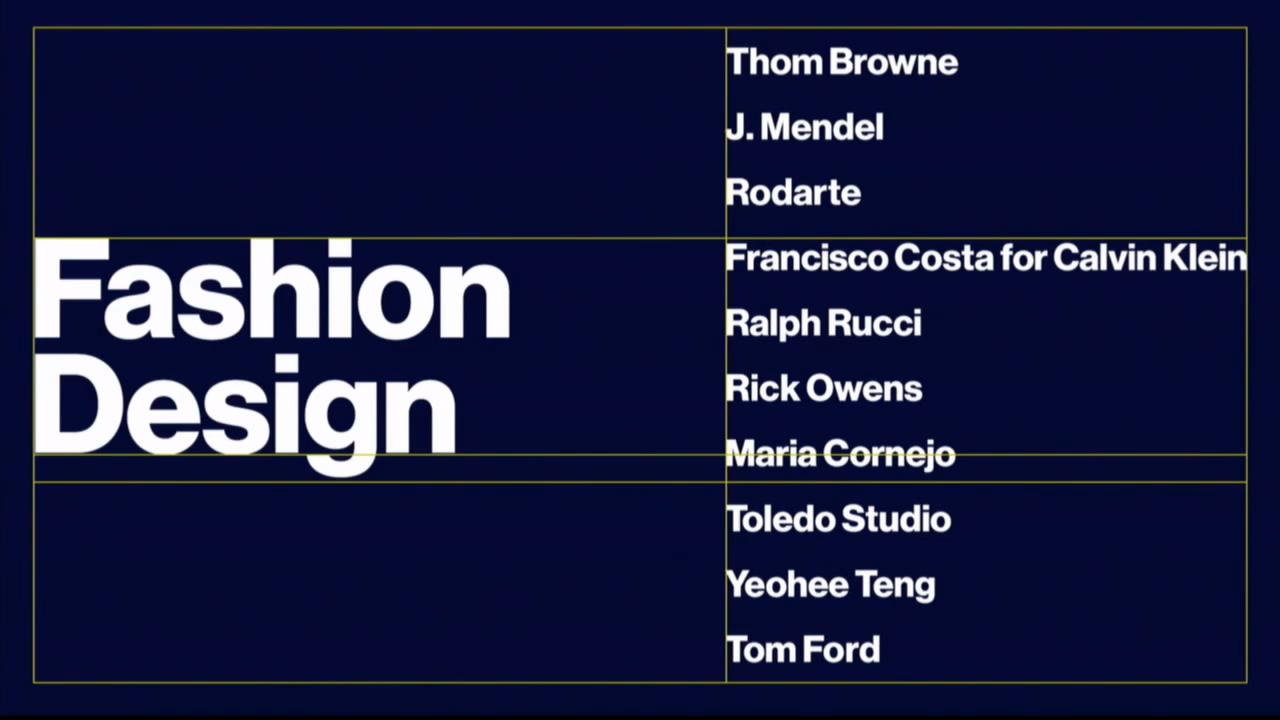 Fashion
Design
Thom Browne
J. Mendel
Rodarte
Francisco Costa for Calvin Klein
Ralph Rucci
Rick Owens
Maria Cornejo
Toledo Studio
Yeohee Teng
Tom Ford